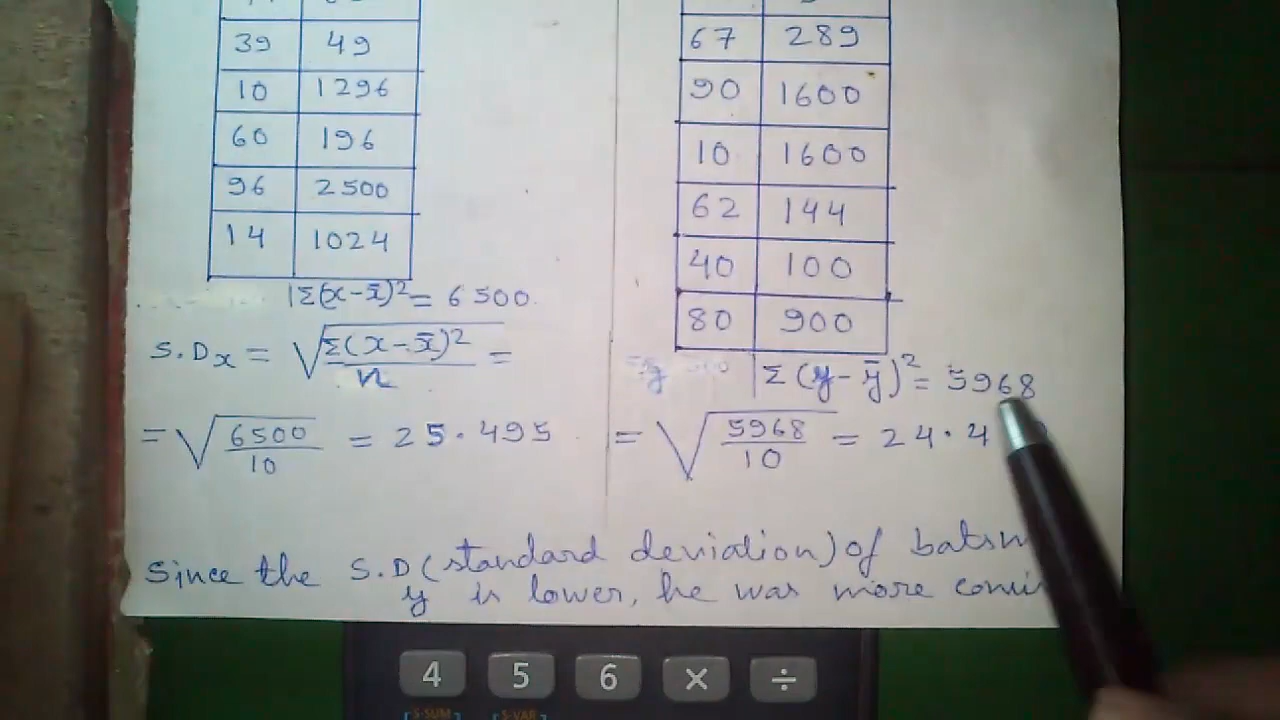 39 49
10 1296
60 196
96 2500
14 1024
Σ(x-x̄)² = 6500
S.Dx = √Σ(x-x̄)²/n =
= √6500/10 = 25.495
67 289
90 1600
10 1600
62 144
40 100
80 900
Σ(y-ȳ)² = 5968
= √5968/10 = 24.4
Since the S.D (standard deviation) of
y is lower, he was more
4 5 6 × ÷
S-SUM S-VAR